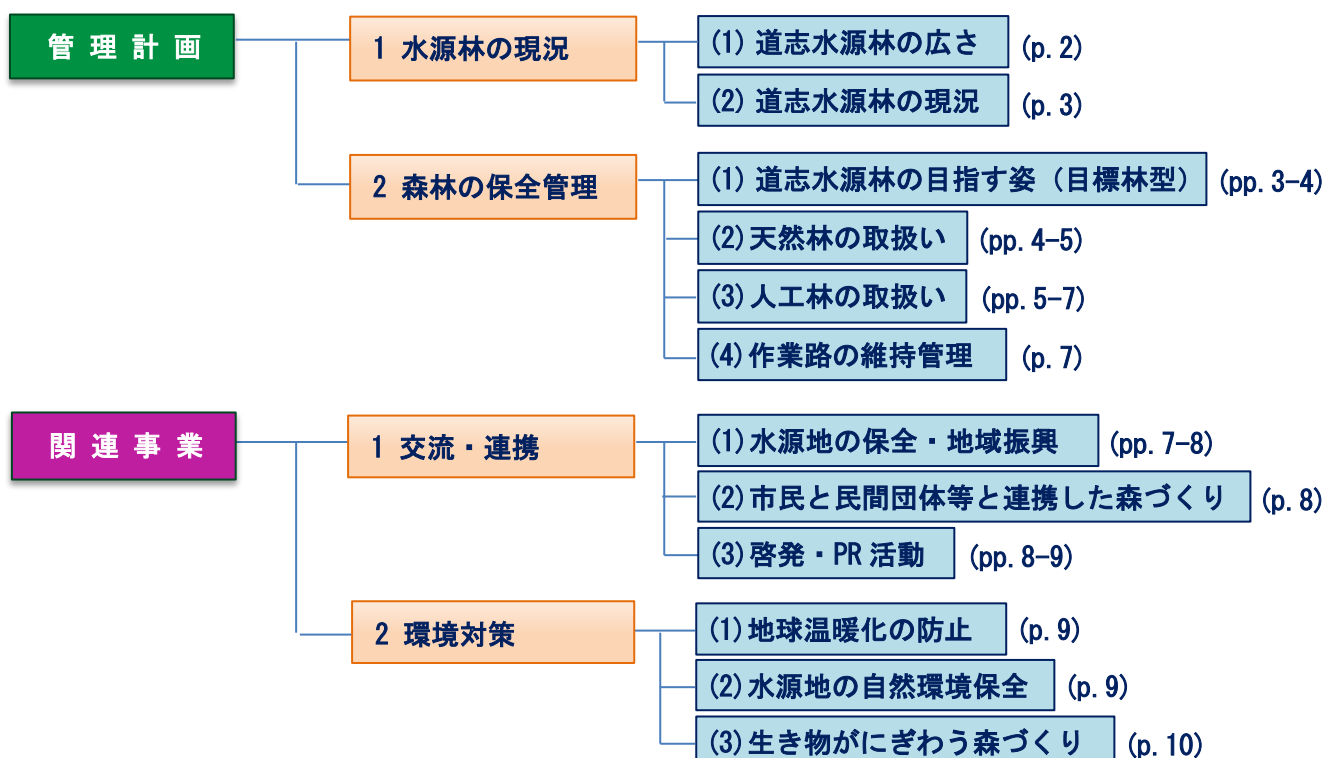 管理計画
1 水源林の現況
(1) 道志水源林の広さ (p. 2)
(2) 道志水源林の現況 (p. 3)
2 森林の保全管理
(1) 道志水源林の目指す姿（目標林型） (pp. 3-4)
(2) 天然林の取扱い (pp. 4-5)
(3) 人工林の取扱い (pp. 5-7)
(4) 作業路の維持管理 (p. 7)
関連事業
1 交流・連携
(1) 水源地の保全・地域振興 (pp. 7-8)
(2) 市民と民間団体等と連携した森づくり (p. 8)
(3) 啓発・PR 活動 (pp. 8-9)
2 環境対策
(1) 地球温暖化の防止 (p. 9)
(2) 水源地の自然環境保全 (p. 9)
(3) 生き物がにぎわう森づくり (p. 10)